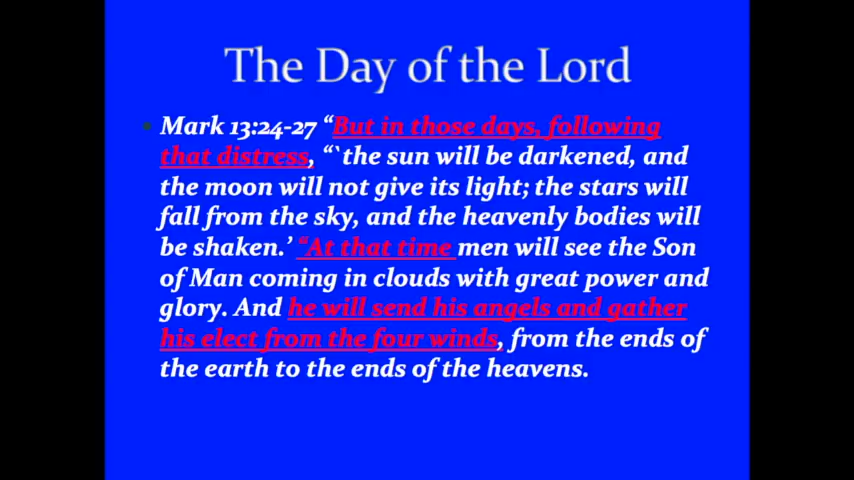 The Day of the Lord
• Mark 13:24-27 “But in those days, following
that distress, “`the sun will be darkened, and
the moon will not give its light; the stars will
fall from the sky, and the heavenly bodies will
be shaken.’ “At that time men will see the Son
of Man coming in clouds with great power and
glory. And he will send his angels and gather
his elect from the four winds, from the ends of
the earth to the ends of the heavens.